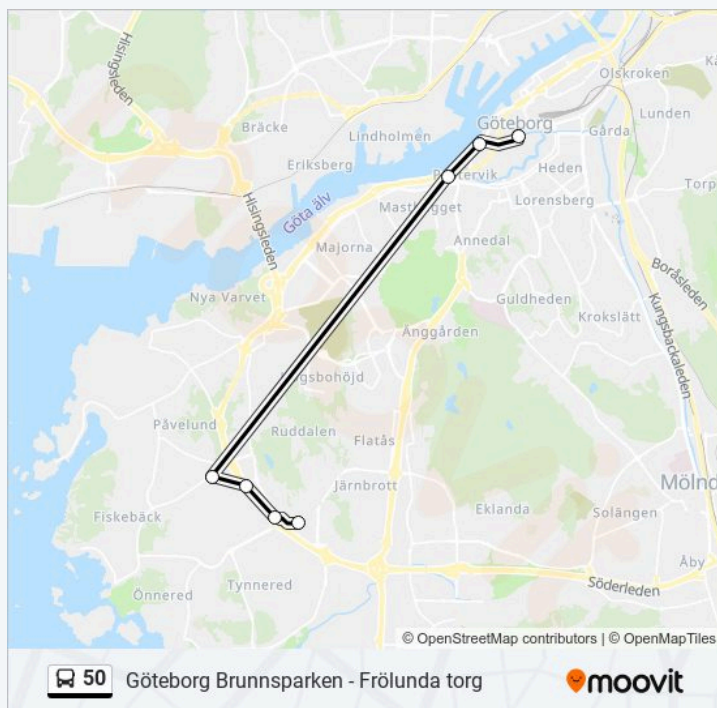 Hisingsleden
Olskroken
Göteborg
Lunden
Bräcke
Lindholmen
Gårda
Eriksberg
Heden
Torp
Göta älv
Lorensberg
Hisingsleden
Majorna
Annedal
Boråsleden
Nya Varvet
Guldheden
Kungsbackaleden
Krokslätt
Änggården
Påvelund
Ruddalen
Flatås
Järnbrott
Mölnd
Fiskebäck
Eklanda
Solängen
Åby
Tynnered
Önnered
Söderleden
© OpenStreetMap contributors | © OpenMapTiles
50 Göteborg Brunnsparken - Frölunda torg moovit